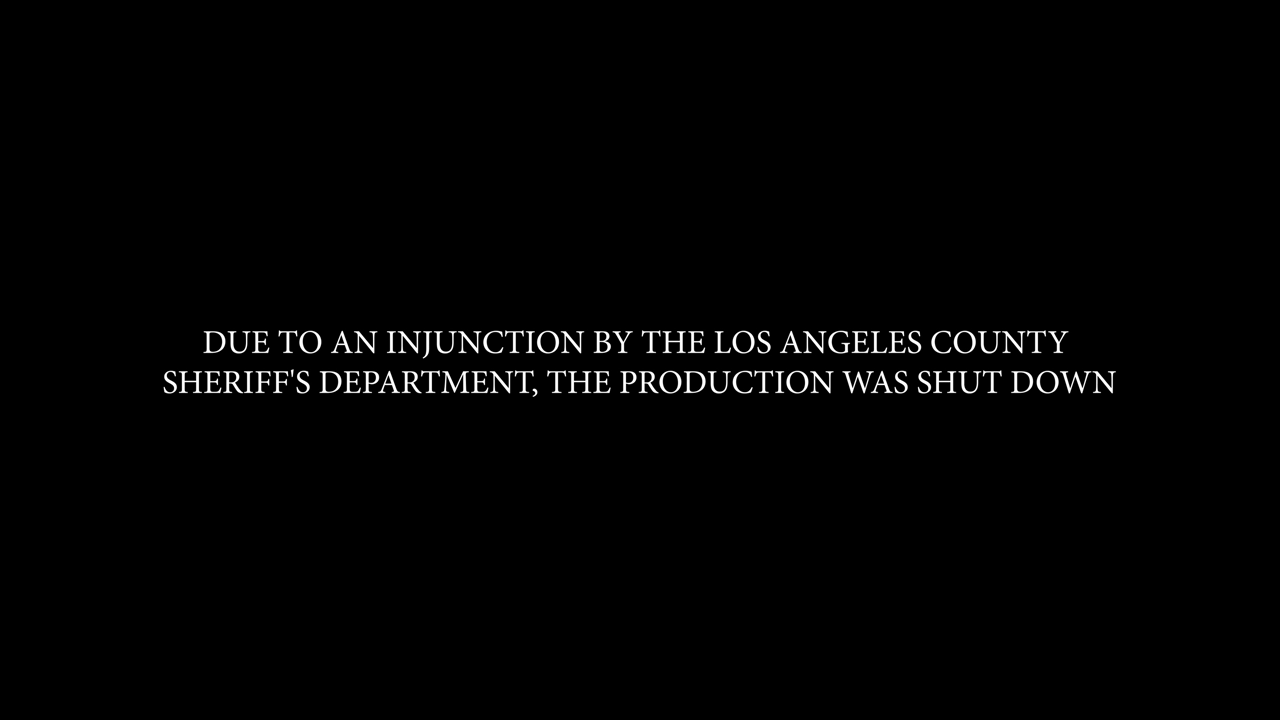 DUE TO AN INJUNCTION BY THE LOS ANGELES COUNTY
SHERIFF'S DEPARTMENT, THE PRODUCTION WAS SHUT DOWN